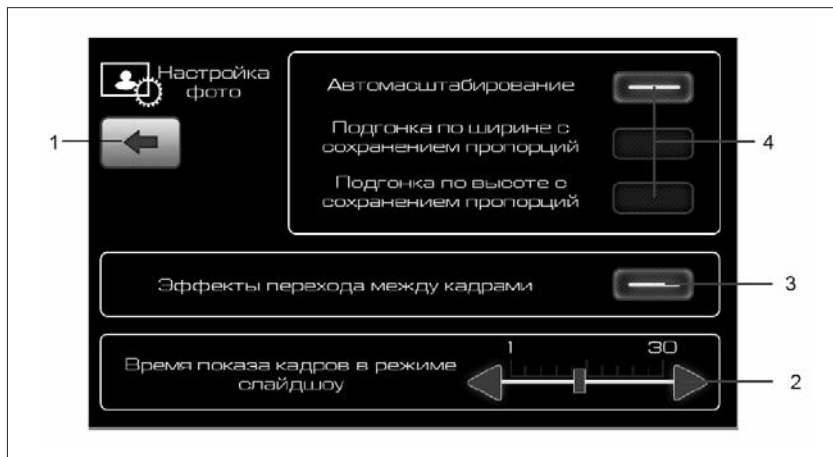 Настройка
фото
Автомасштабирование
1
Подгонка по ширине с
сохранением пропорций
4
Подгонка по высоте с
сохранением пропорций
Эффекты перехода между кадрами
3
1 30
Время показа кадров в режиме
слайдшоу
2